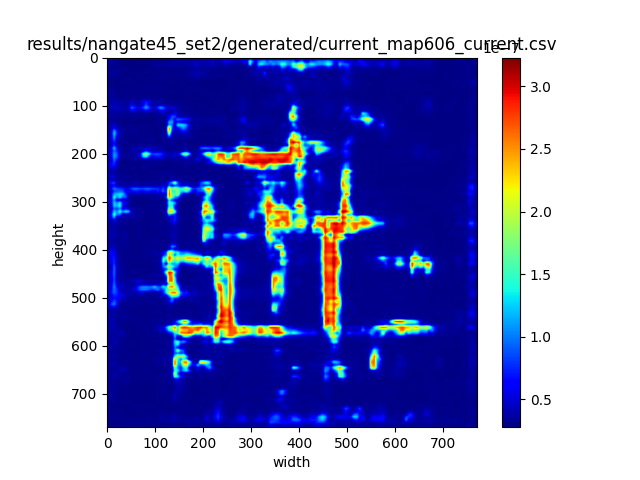 results/nangate45_set2/generated/current_map606_current.csv
1e−7
0
100
200
300
400
500
600
700
height
0 100 200 300 400 500 600 700
width
3.0
2.5
2.0
1.5
1.0
0.5